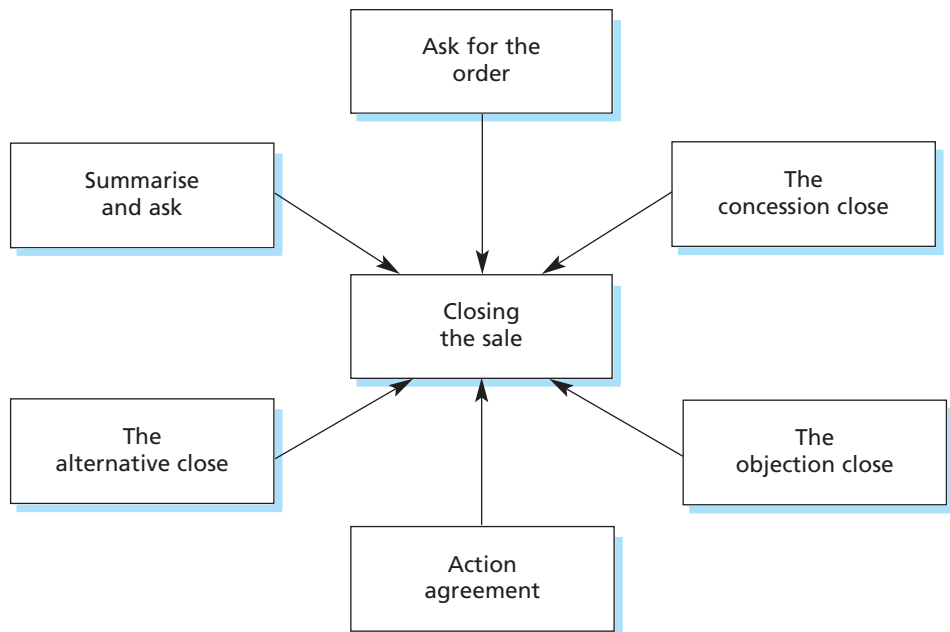 Ask for the
order
Summarise
and ask
The
concession close
Closing
the sale
The
alternative close
The
objection close
Action
agreement